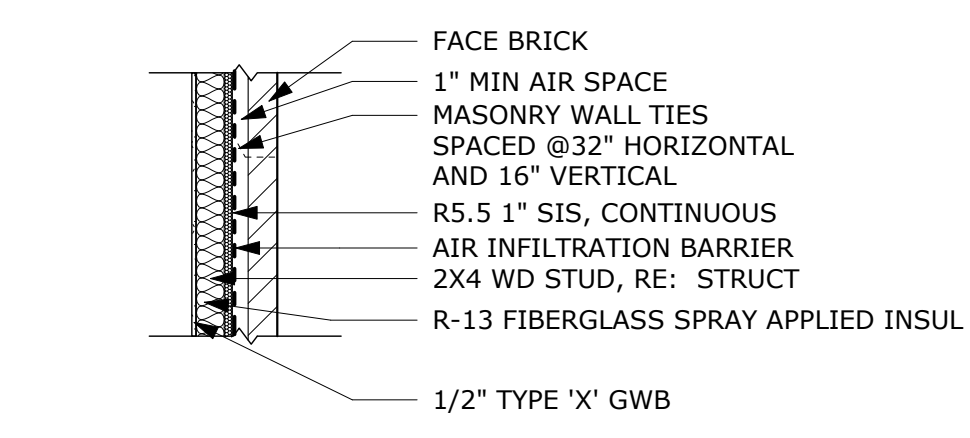 FACE BRICK
1" MIN AIR SPACE
MASONRY WALL TIES
SPACED @32" HORIZONTAL
AND 16" VERTICAL
R5.5 1" SIS, CONTINUOUS
AIR INFILTRATION BARRIER
2X4 WD STUD, RE: STRUCT
R-13 FIBERGLASS SPRAY APPLIED INSUL
1/2" TYPE 'X' GWB